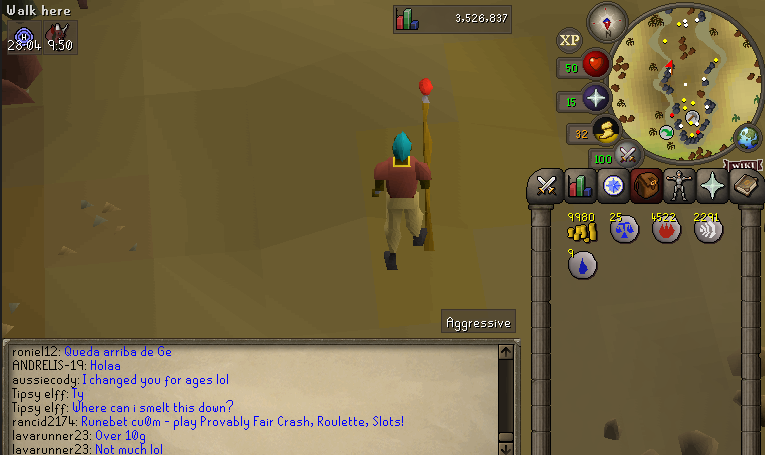 Walk here
3,526,837
28-04 9:50
XP
N
50
15
32
100
WIKI
9980 25 4522 2291
9
Aggressive
roniel12: Queda arriba de Ge
ANDRELIS-19: Holaa
aussiecody: I changed you for ages lol
Tipsy elff: Ty
Tipsy elff: Where can i smelt this down?
rancid2174: Runebet cu0m - play Provably Fair Crash, Roulette, Slots!
lavarunner23: Over 10g
lavarunner23: Not much lol